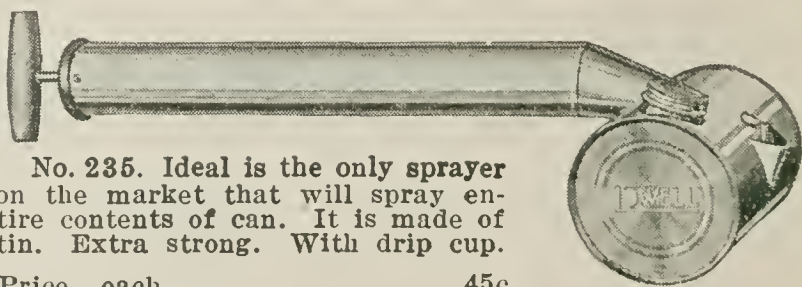 No. 235. Ideal is the only sprayer
on the market that will spray en-
tire contents of can. It is made of
tin. Extra strong. With drip cup.
Price, each 45c